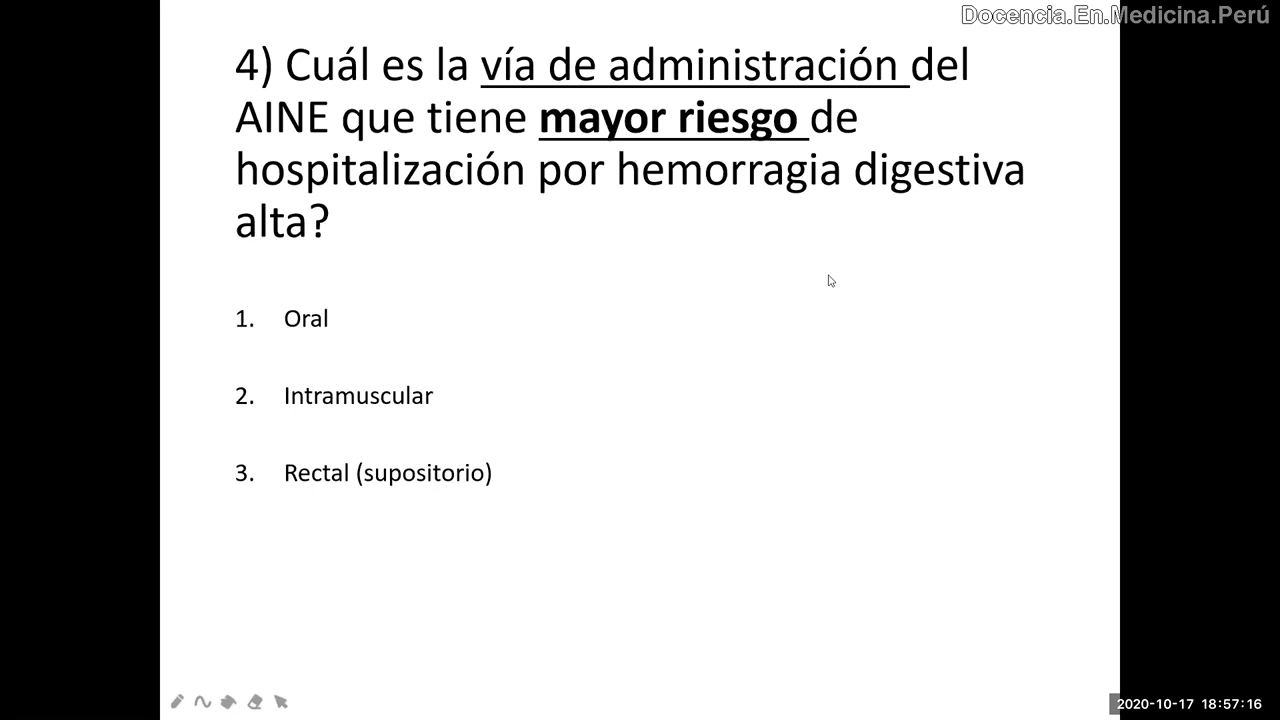 Docencia.En.Medicina.Perú
4) Cuál es la vía de administración del
AINE que tiene mayor riesgo de
hospitalización por hemorragia digestiva
alta?
1. Oral
2. Intramuscular
3. Rectal (supositorio)
2020-10-17 18:57:16